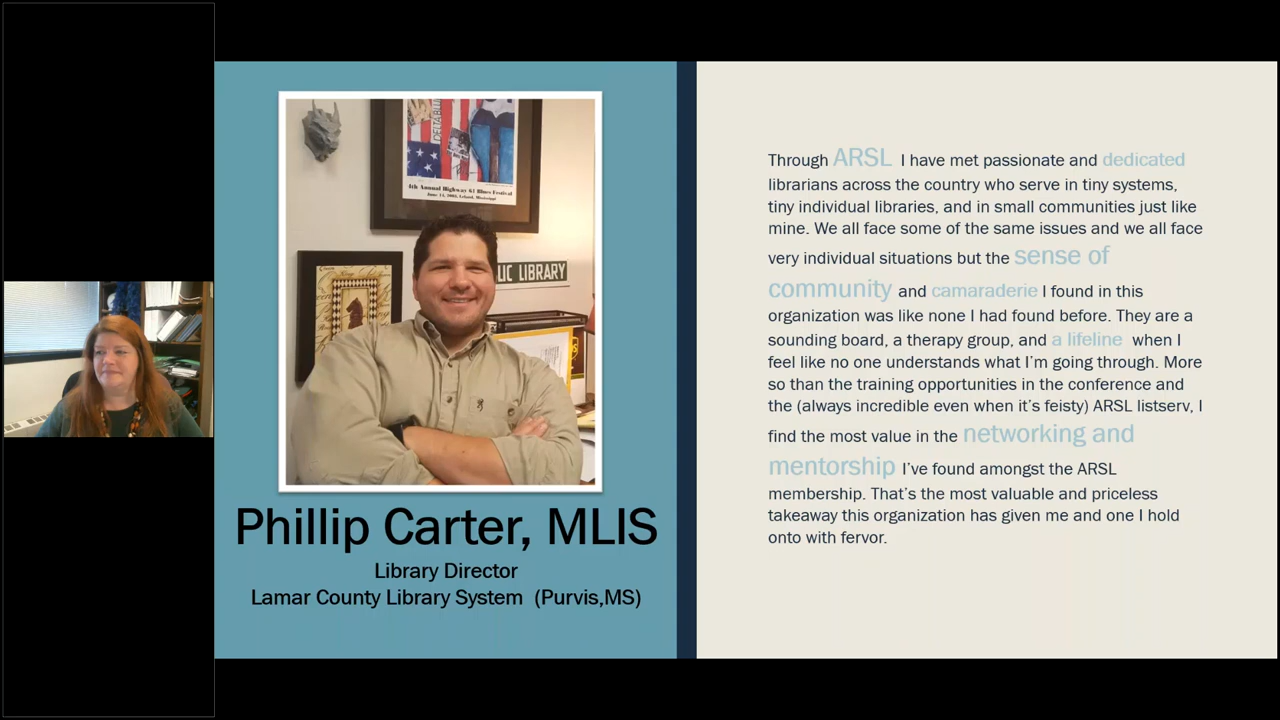 DELTA BLUES
4th Annual Highway 61 Blues Festival
LIC LIBRARY
Phillip Carter, MLIS
Library Director
Lamar County Library System (Purvis,MS)
Through ARSL I have met passionate and dedicated
librarians across the country who serve in tiny systems,
tiny individual libraries, and in small communities just like
mine. We all face some of the same issues and we all face
very individual situations but the sense of
community and camaraderie I found in this
organization was like none I had found before. They are a
sounding board, a therapy group, and a lifeline when I
feel like no one understands what I'm going through. More
so than the training opportunities in the conference and
the (always incredible even when it's feisty) ARSL listserv, I
find the most value in the networking and
mentorship I've found amongst the ARSL
membership. That's the most valuable and priceless
takeaway this organization has given me and one I hold
onto with fervor.